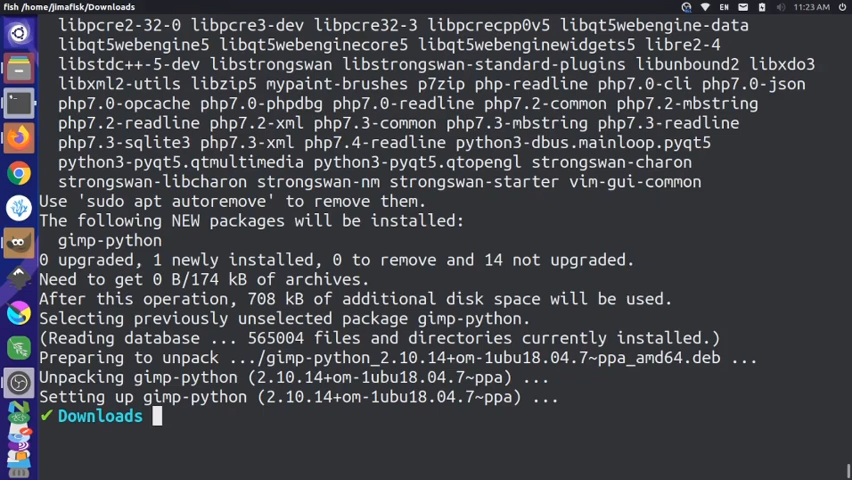 fish /home/jimafisk/Downloads
EN
11:23 AM
libpcre2-32-0 libpcre3-dev libpcre32-3 libpcrecpp0v5 libqt5webengine-data
libqt5webengine5 libqt5webenginecore5 libqt5webenginewidgets5 libre2-4
libstdc++-5-dev libstrongswan libstrongswan-standard-plugins libunbound2 libxdo3
libxml2-utils libzip5 mypaint-brushes p7zip php-readline php7.0-cli php7.0-json
php7.0-opcache php7.0-phpdbg php7.0-readline php7.2-common php7.2-mbstring
php7.2-readline php7.2-xml php7.3-common php7.3-mbstring php7.3-readline
php7.3-sqlite3 php7.3-xml php7.4-readline python3-dbus.mainloop.pyqt5
python3-pyqt5.qtmultimedia python3-pyqt5.qtopengl strongswan-charon
strongswan-libcharon strongswan-nm strongswan-starter vim-gui-common
Use 'sudo apt autoremove' to remove them.
The following NEW packages will be installed:
gimp-python
0 upgraded, 1 newly installed, 0 to remove and 14 not upgraded.
Need to get 0 B/174 kB of archives.
After this operation, 708 kB of additional disk space will be used.
Selecting previously unselected package gimp-python.
(Reading database ... 565004 files and directories currently installed.)
Preparing to unpack .../gimp-python_2.10.14+om-1ubu18.04.7~ppa_amd64.deb ...
Unpacking gimp-python (2.10.14+om-1ubu18.04.7~ppa) ...
Setting up gimp-python (2.10.14+om-1ubu18.04.7~ppa) ...
✔ Downloads